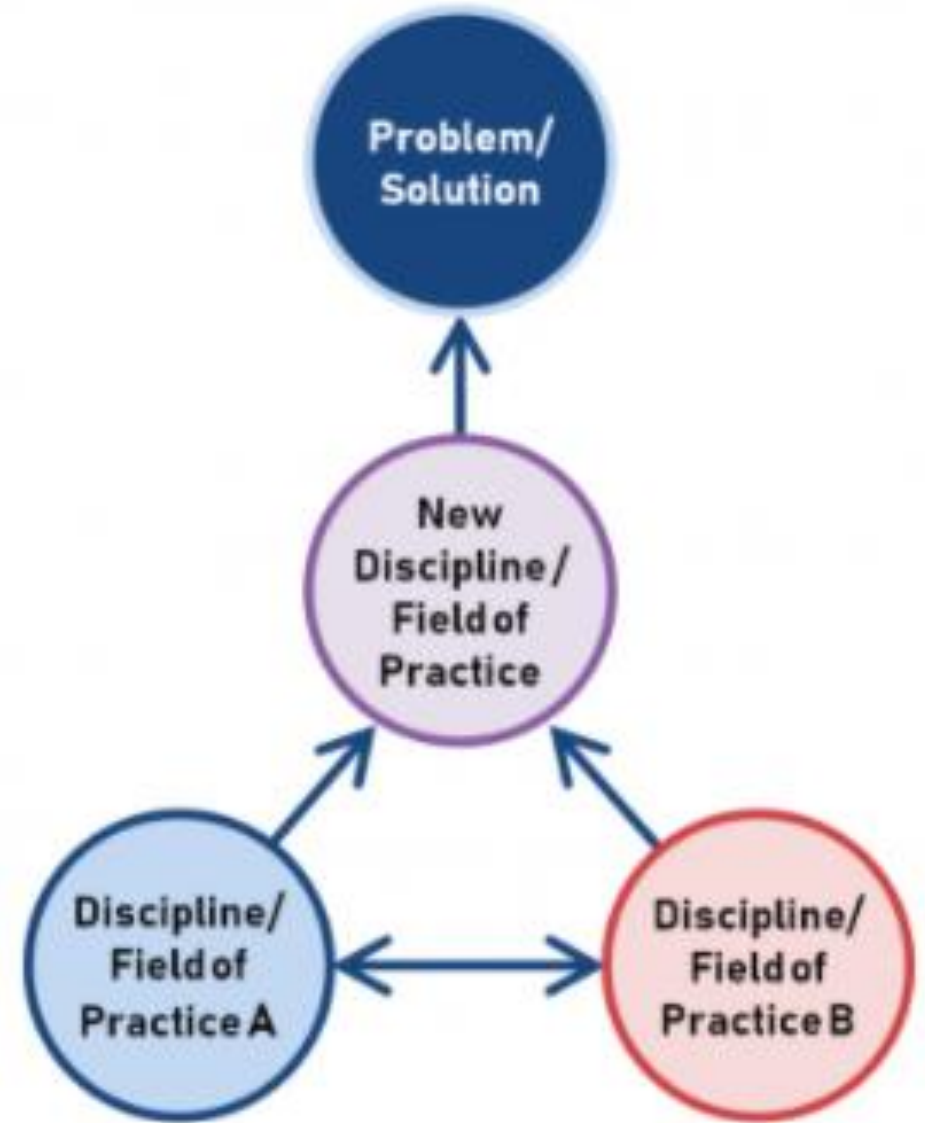 Problem/
Solution
New
Discipline/
Field of
Practice
Discipline/
Field of
Practice A
Discipline/
Field of
Practice B